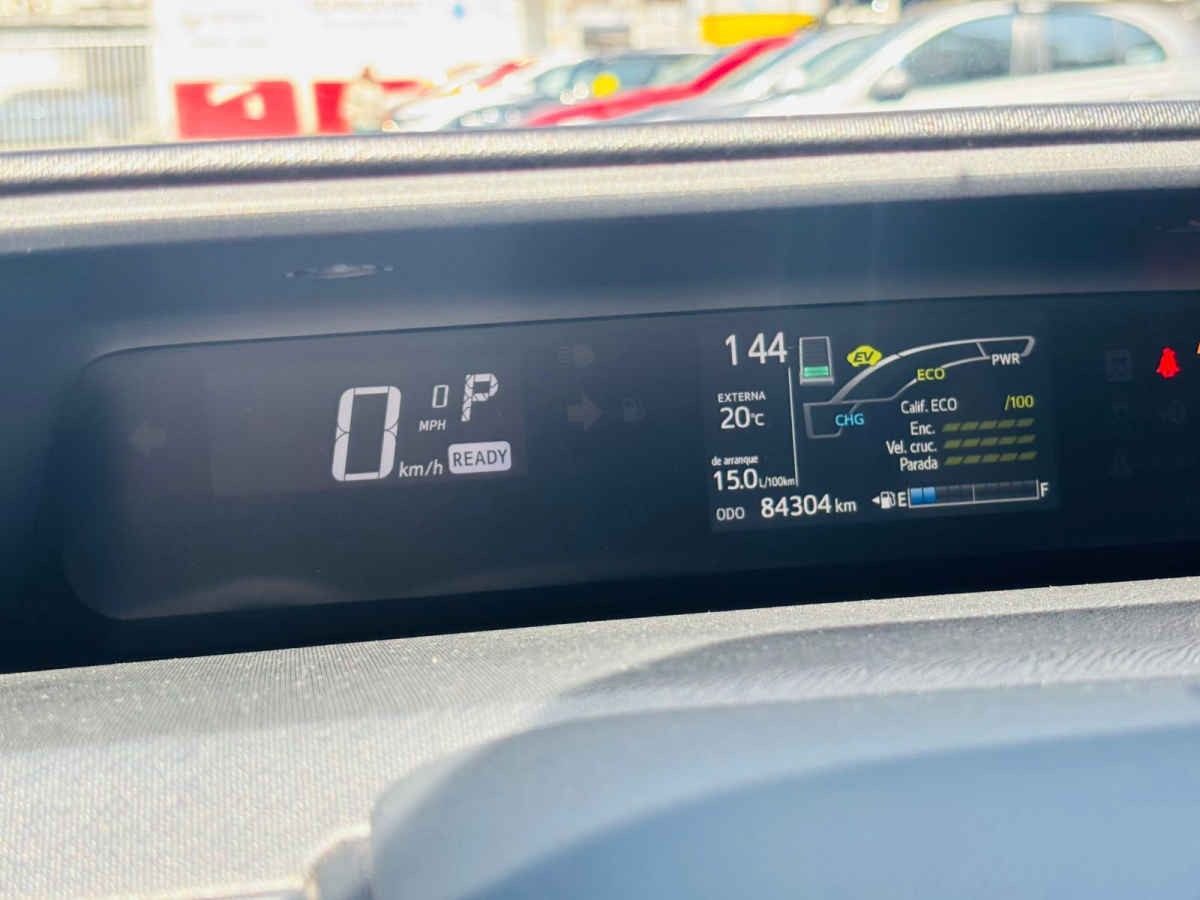 0 km/h
0 MPH
P
READY
144
EXTERNA
20°C
de arranque
15.0 L/100km
ODO 84304 km
EV
ECO
PWR
CHG
Calif. ECO /100
Enc.
Vel. cruc.
Parada
E F